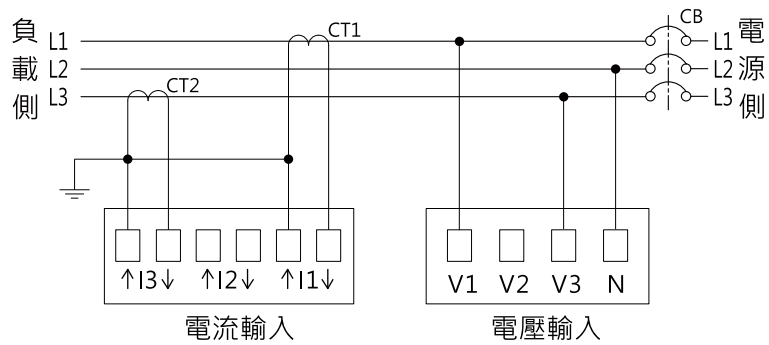 負載側
電源側
CB
CT1
L1 L1
L2 L2
CT2
L3 L3
↑I3↓ ↑I2↓ ↑I1↓
V1 V2 V3 N
電流輸入 電壓輸入